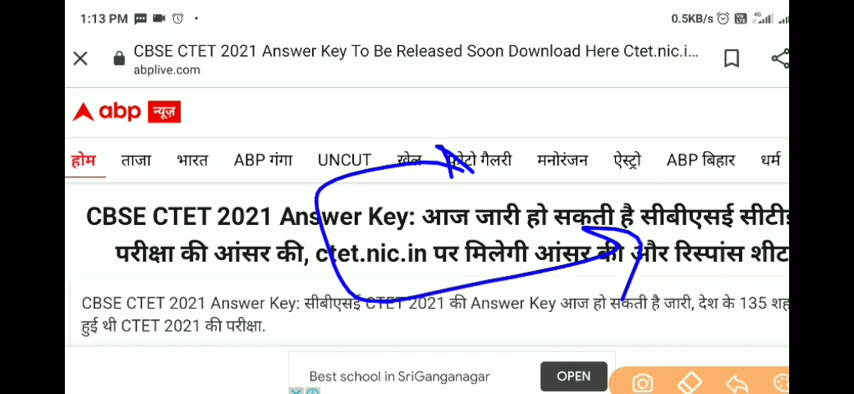 1:13 PM
0.5KB/s 4G
CBSE CTET 2021 Answer Key To Be Released Soon Download Here Ctet.nic.i...
abplive.com
abp न्यूज़
होम ताजा भारत ABP गंगा UNCUT खेल फोटो गैलरी मनोरंजन ऐस्ट्रो ABP बिहार धर्म
CBSE CTET 2021 Answer Key: आज जारी हो सकती है सीबीएसई
परीक्षा की आंसर की, ctet.nic.in पर मिलेगी आंसर की और रिस्पांस शीट
CBSE CTET 2021 Answer Key: सीबीएसई CTET 2021 की Answer Key आज हो सकती है जारी, देश के 135
हुई थी CTET 2021 की परीक्षा.
Best school in SriGanganagar OPEN